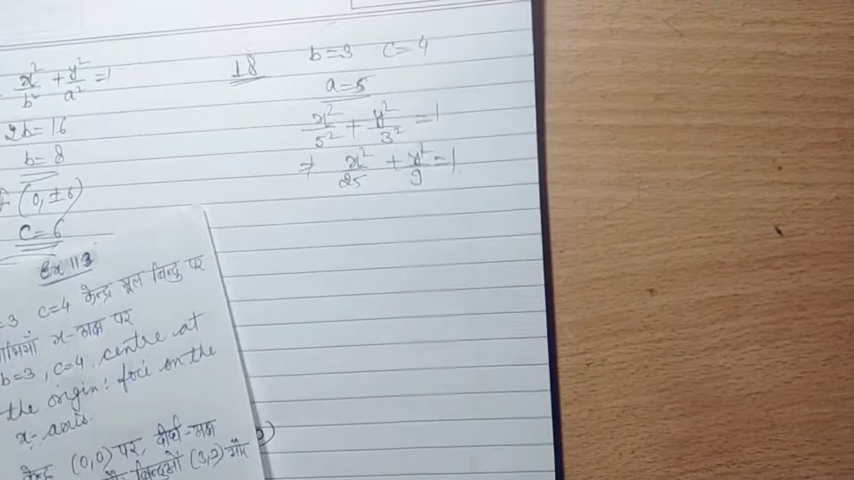 x²/b² + y²/a² = 1
2b = 16
b = 8
(0, ±6)
c = 6
18 b = 3 c = 4
a = 5
x²/5² + y²/3² = 1
⇒ x²/25 + y²/9 = 1
Ex 11.3
=3 c=4 केन्द्र मूल बिन्दु पर
नाभियाँ x-अक्ष पर
b=3, c=4, centre at
the origin; foci on the
x-axis.
केन्द्र (0,0) पर, दीर्घ-अक्ष
बिन्दुओं (3,2) और